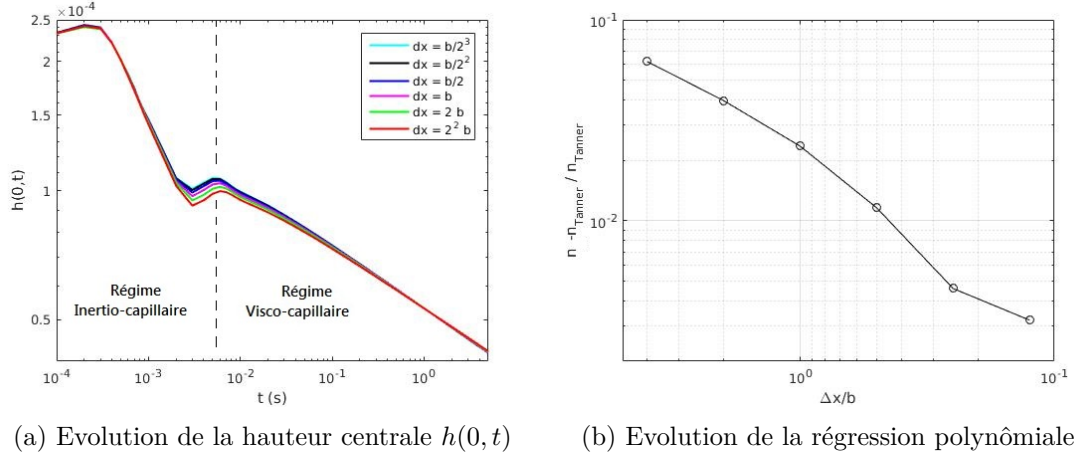 ×10⁻⁴
2.5
2
1.5
1
0.5
h(0,t)
10⁻⁴
10⁻³
10⁻²
10⁻¹
10⁰
t (s)
dx = b/2³
dx = b/2²
dx = b/2
dx = b
dx = 2 b
dx = 2² b
Régime
Inertio-capillaire
Régime
Visco-capillaire
10⁻¹
10⁻²
n -n_Tanner / n_Tanner
10⁰
10⁻¹
Δx/b
(a) Evolution de la hauteur centrale h(0, t)
(b) Evolution de la régression polynômiale